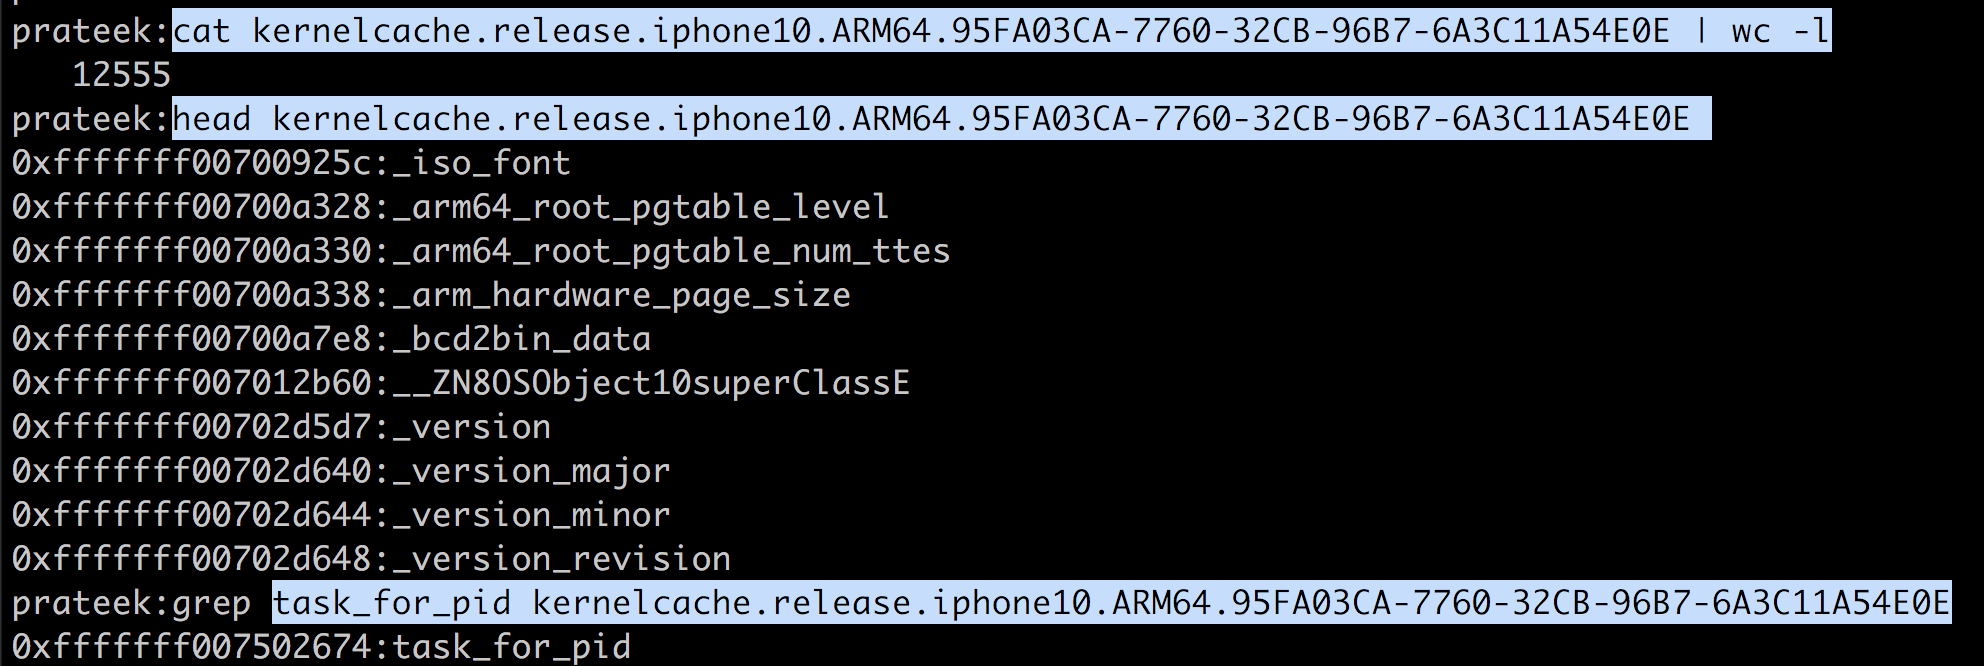 prateek:cat kernelcache.release.iphone10.ARM64.95FA03CA-7760-32CB-96B7-6A3C11A54E0E | wc -l
12555
prateek:head kernelcache.release.iphone10.ARM64.95FA03CA-7760-32CB-96B7-6A3C11A54E0E
0xfffffff00700925c:_iso_font
0xfffffff00700a328:_arm64_root_pgtable_level
0xfffffff00700a330:_arm64_root_pgtable_num_ttes
0xfffffff00700a338:_arm_hardware_page_size
0xfffffff00700a7e8:_bcd2bin_data
0xfffffff007012b60:__ZN8OSObject10superClassE
0xfffffff00702d5d7:_version
0xfffffff00702d640:_version_major
0xfffffff00702d644:_version_minor
0xfffffff00702d648:_version_revision
prateek:grep task_for_pid kernelcache.release.iphone10.ARM64.95FA03CA-7760-32CB-96B7-6A3C11A54E0E
0xfffffff007502674:task_for_pid